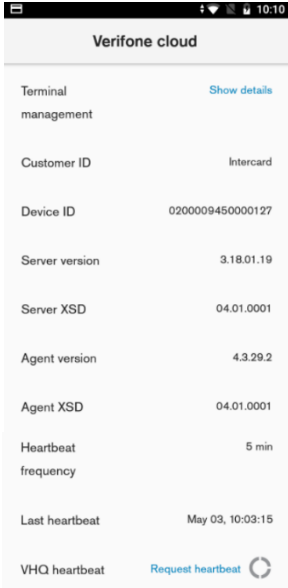 10:10
Verifone cloud
Terminal management Show details
Customer ID Intercard
Device ID 0200009450000127
Server version 3.18.01.19
Server XSD 04.01.0001
Agent version 4.3.29.2
Agent XSD 04.01.0001
Heartbeat frequency 5 min
Last heartbeat May 03, 10:03:15
VHQ heartbeat Request heartbeat